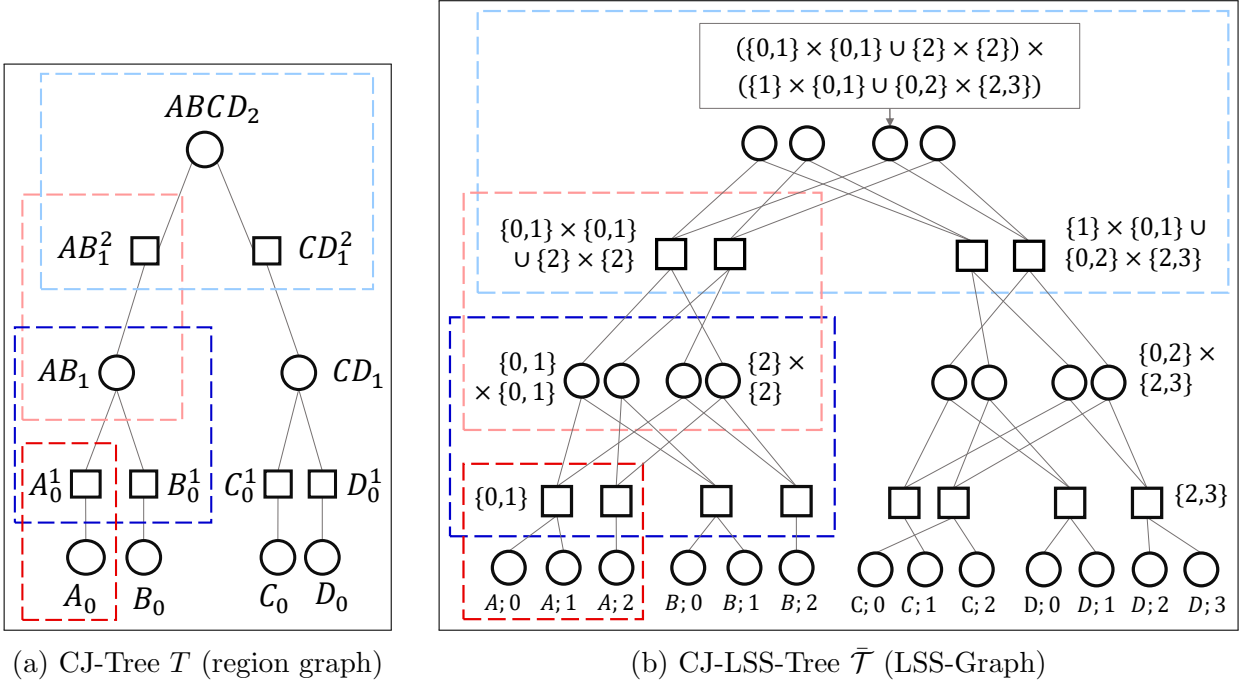 ABCD₂
AB₁²
CD₁²
AB₁
CD₁
A₀¹
B₀¹
C₀¹
D₀¹
A₀
B₀
C₀
D₀
(a) CJ-Tree T (region graph)
({0,1} × {0,1} ∪ {2} × {2}) ×
({1} × {0,1} ∪ {0,2} × {2,3})
{0,1} × {0,1}
∪ {2} × {2}
{1} × {0,1} ∪
{0,2} × {2,3}
{0, 1}
× {0, 1}
{2} ×
{2}
{0,2} ×
{2,3}
{0,1}
{2,3}
A; 0 A; 1 A; 2 B; 0 B; 1 B; 2 C; 0 C; 1 C; 2 D; 0 D; 1 D; 2 D; 3
(b) CJ-LSS-Tree 𝒯̄ (LSS-Graph)